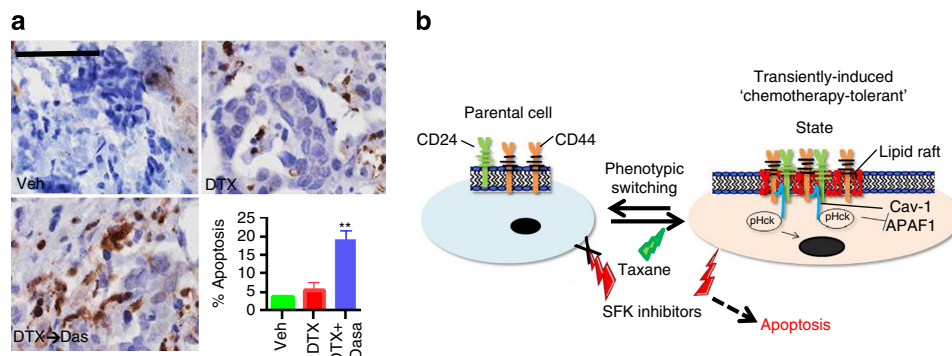 a
Veh
DTX
DTX→Das
% Apoptosis
25
20
15
10
5
0
**
Veh
DTX
DTX+
Dasa
b
Parental cell
CD24
CD44
Phenotypic
switching
Taxane
SFK inhibitors
Transiently-induced
'chemotherapy-tolerant'
State
Lipid raft
Cav-1
pHck
pHck
APAF1
Apoptosis